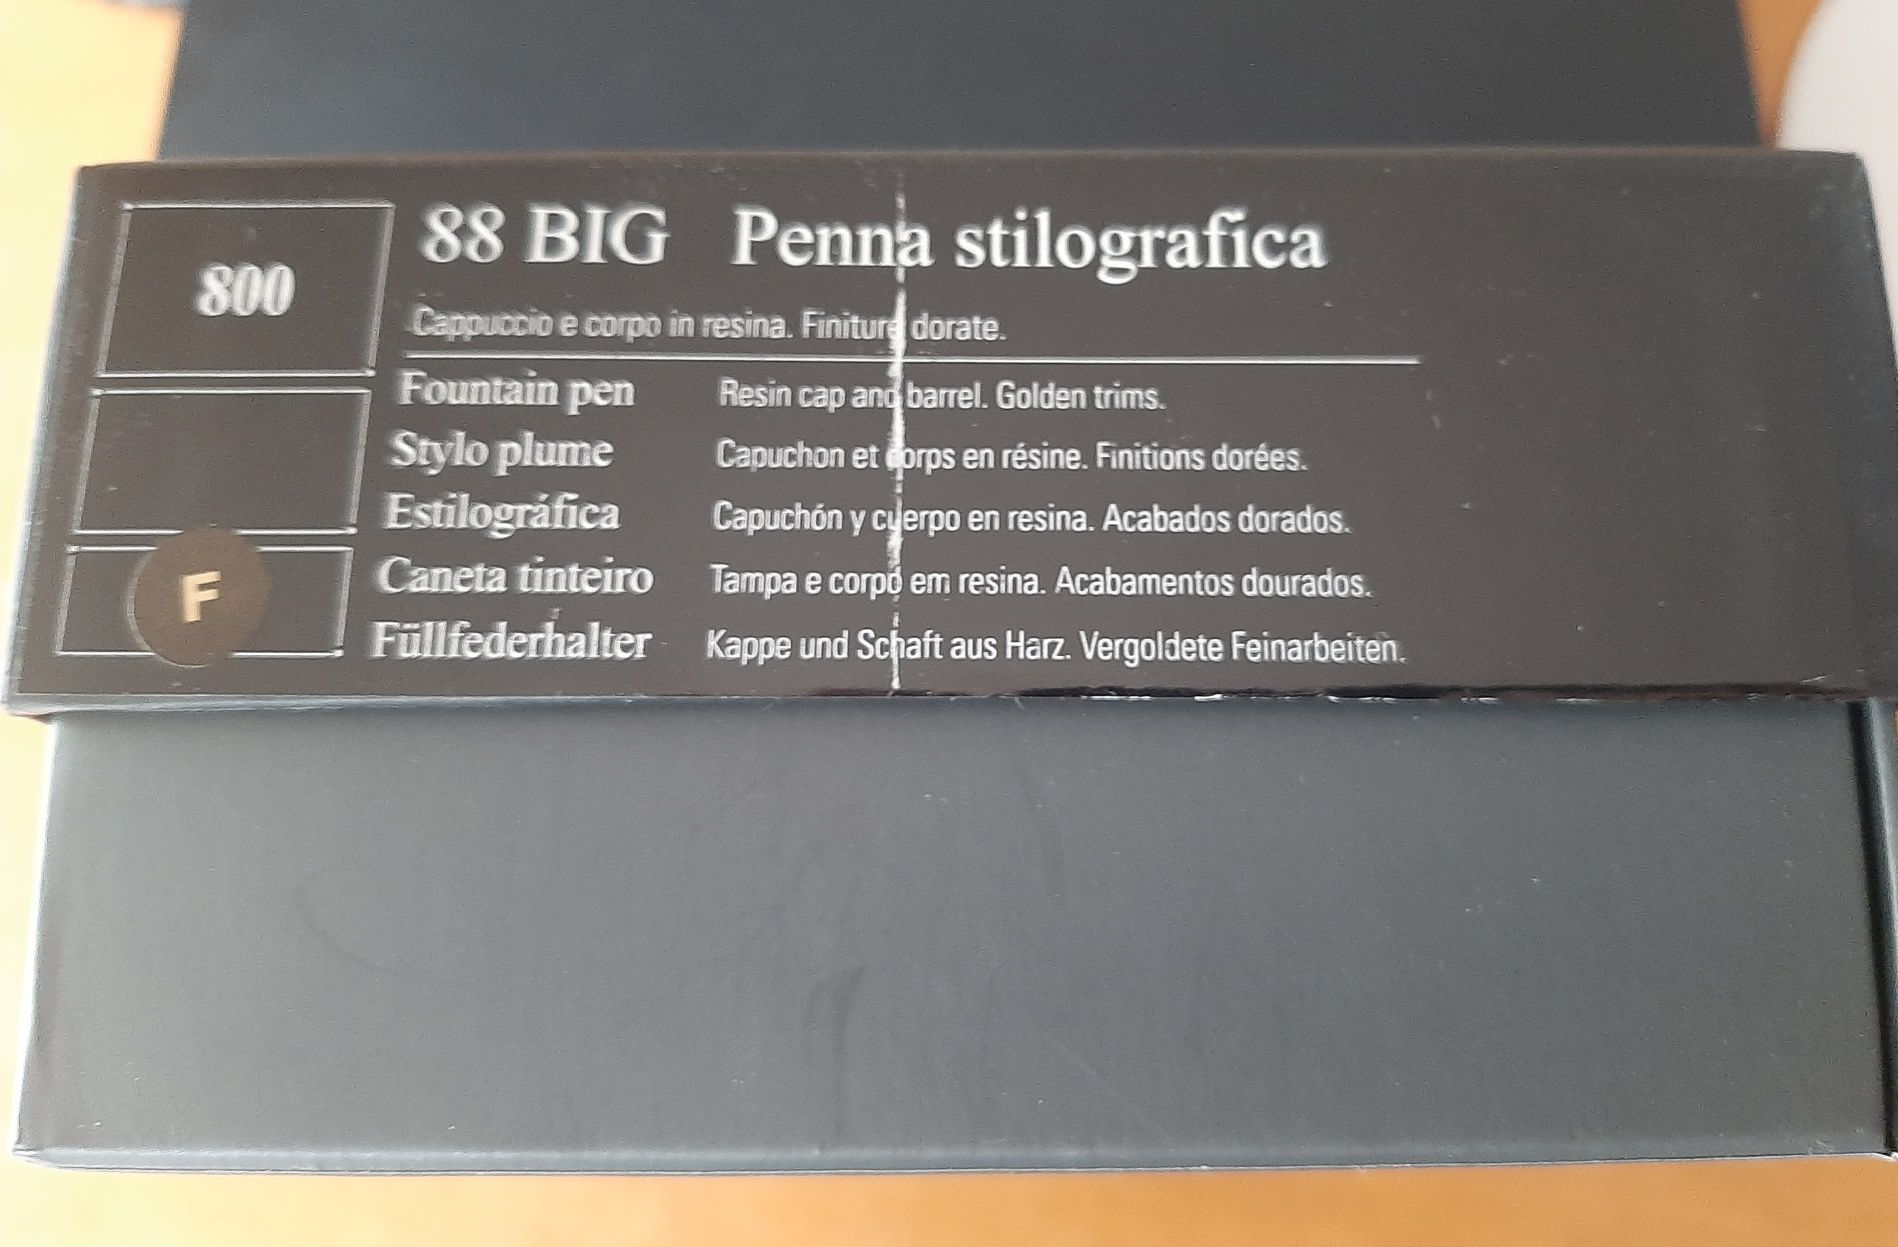 800
88 BIG Penna stilografica
Cappuccio e corpo in resina. Finiture dorate.
Fountain pen Resin cap and barrel. Golden trims.
Stylo plume Capuchon et corps en résine. Finitions dorées.
Estilográfica Capuchón y cuerpo en resina. Acabados dorados.
Caneta tinteiro Tampa e corpo em resina. Acabamentos dourados.
Füllfederhalter Kappe und Schaft aus Harz. Vergoldete Feinarbeiten.
F